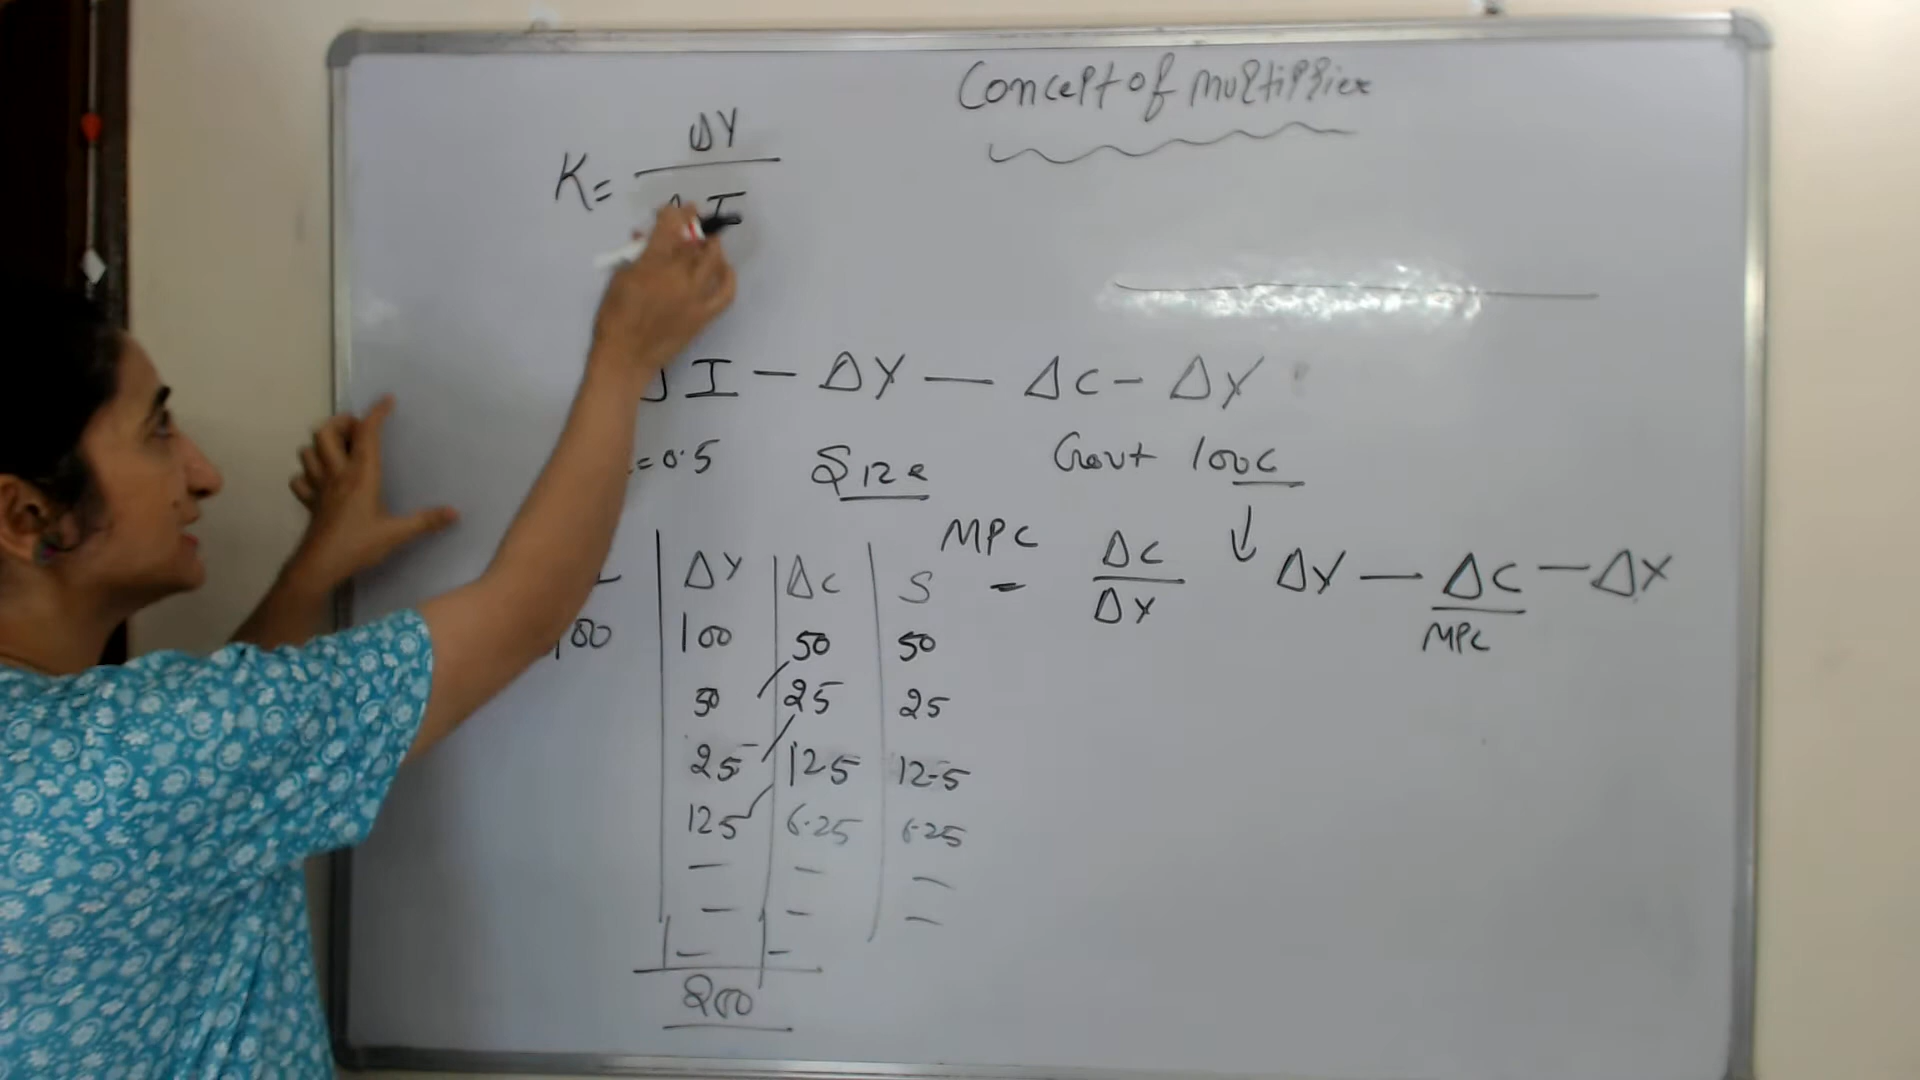 Concept of multiplier
K = ΔY / ΔI
I — ΔY — ΔC — ΔY
= 0.5
Size
Govt 100C
MPC = ΔC / ΔY
ΔY — ΔC — ΔY
MPC
ΔY ΔC S
100 100 50 50
50 25 25
25 12.5 12.5
12.5 6.25 6.25
— — —
— — —
— —
200